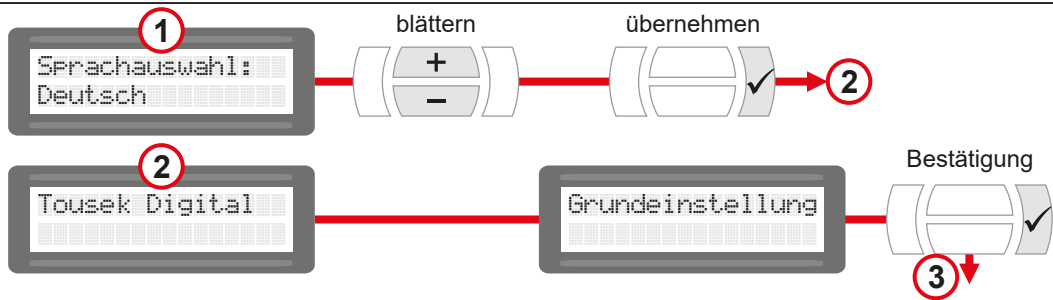 1
blättern
übernehmen
Sprachauswahl:
Deutsch
+
−
✓
2
2
Bestätigung
Tousek Digital
Grundeinstellung
✓
3